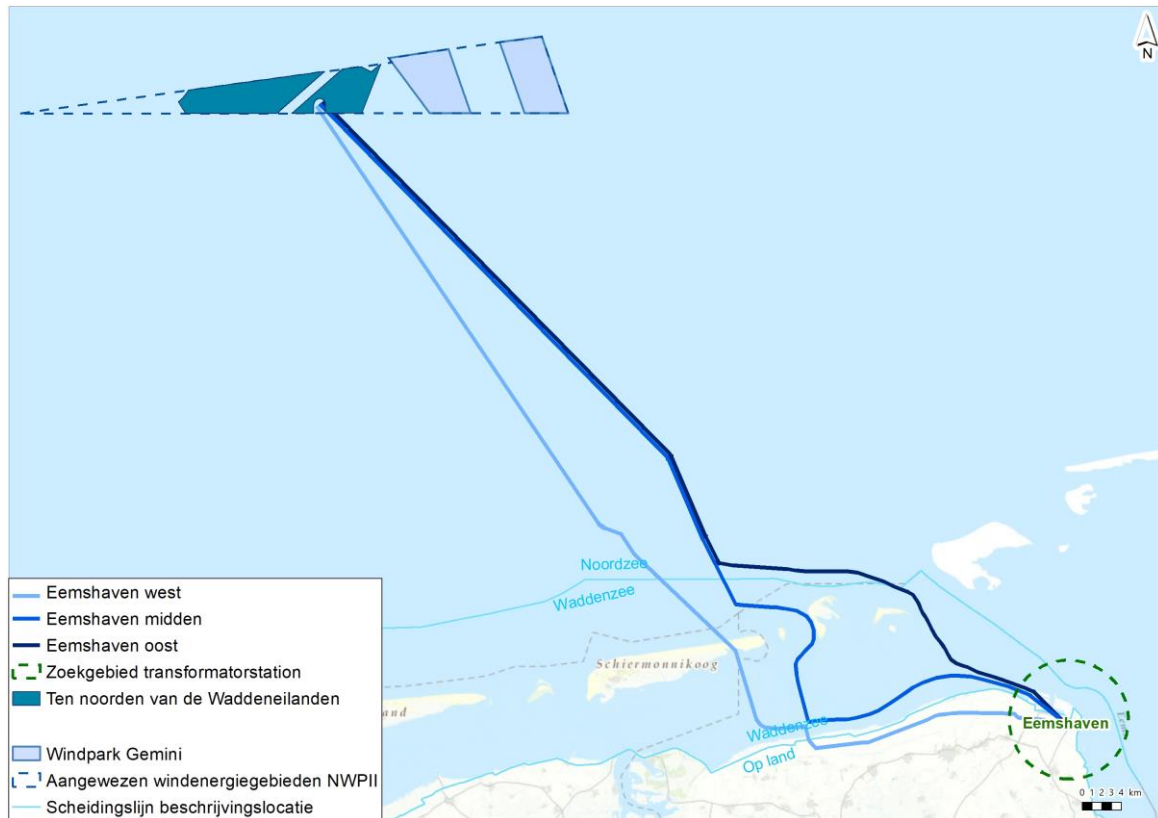 N
Noordzee
Waddenzee
Schiermonnikoog
land
Waddenzee
Op land
Eemshaven
0 1 2 3 4 km
Eemshaven west
Eemshaven midden
Eemshaven oost
Zoekgebied transformatorstation
Ten noorden van de Waddeneilanden
Windpark Gemini
Aangewezen windenergiegebieden NWPII
Scheidingslijn beschrijvingslocatie